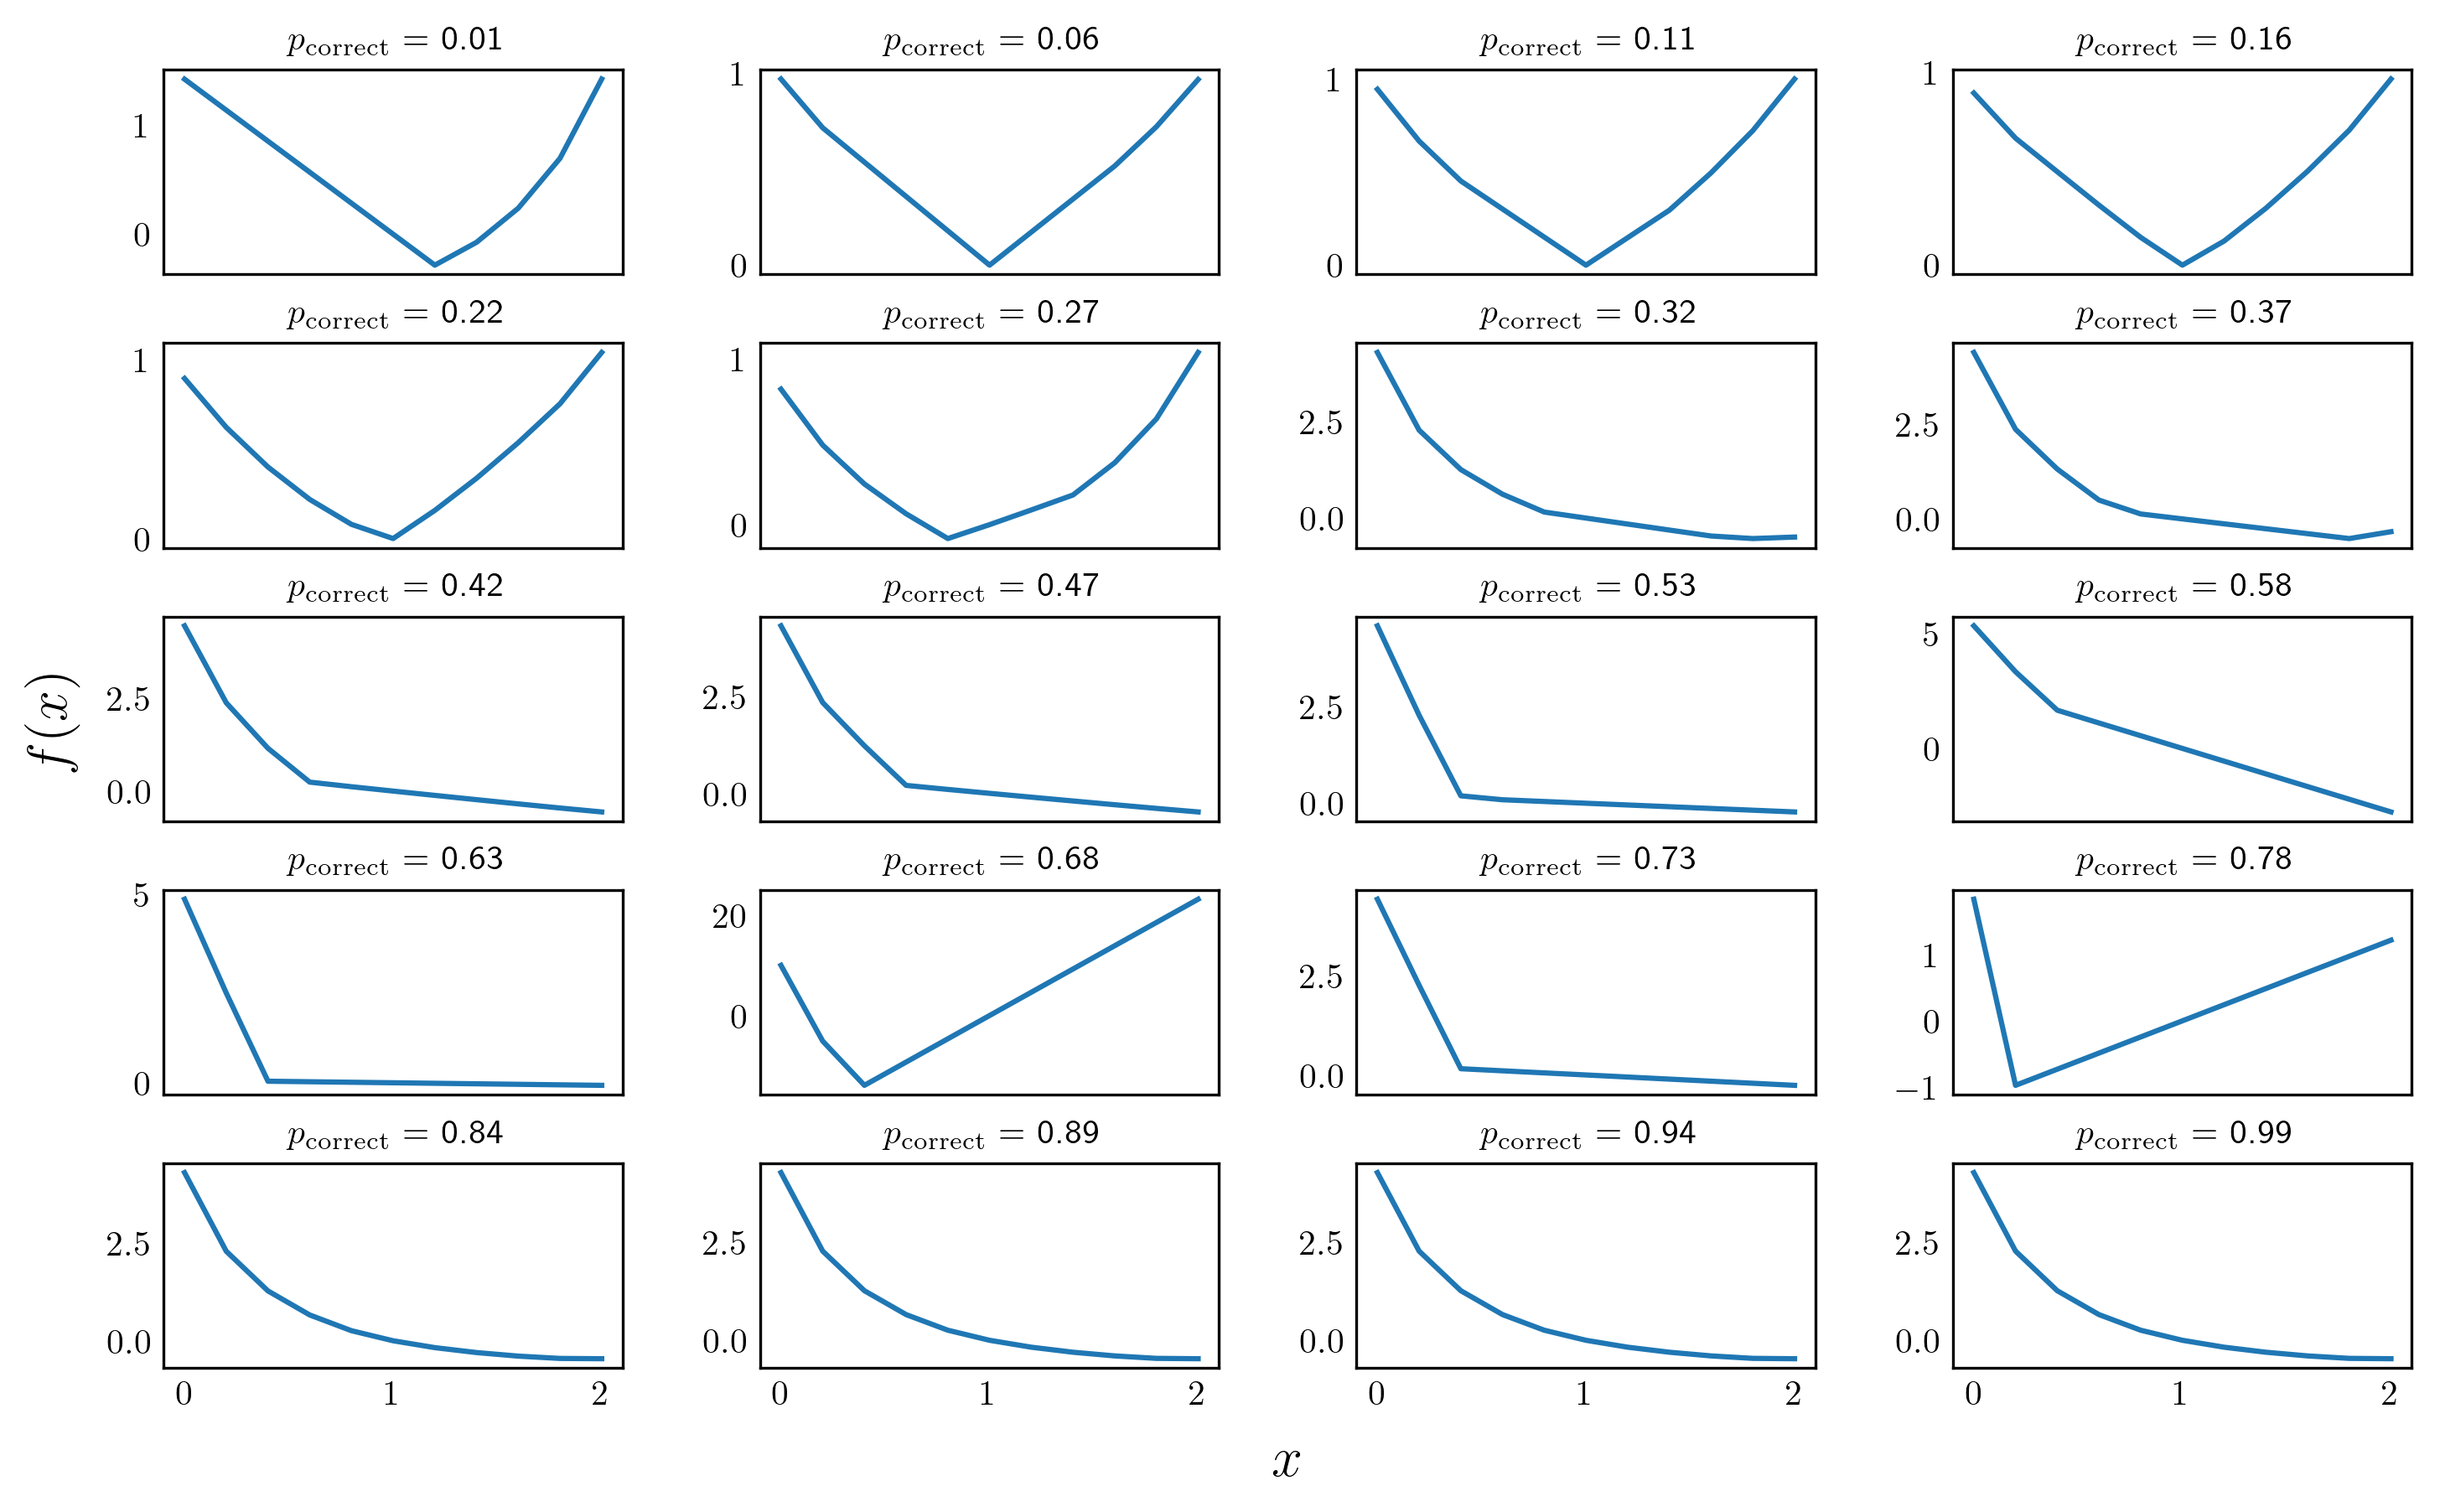 p_correct = 0.01
p_correct = 0.06
p_correct = 0.11
p_correct = 0.16
1
0
1
0
1
0
1
0
p_correct = 0.22
p_correct = 0.27
p_correct = 0.32
p_correct = 0.37
1
0
1
0
2.5
0.0
2.5
0.0
p_correct = 0.42
p_correct = 0.47
p_correct = 0.53
p_correct = 0.58
f(x)
2.5
0.0
2.5
0.0
2.5
0.0
5
0
p_correct = 0.63
p_correct = 0.68
p_correct = 0.73
p_correct = 0.78
5
0
20
0
2.5
0.0
1
0
−1
p_correct = 0.84
p_correct = 0.89
p_correct = 0.94
p_correct = 0.99
2.5
0.0
2.5
0.0
2.5
0.0
2.5
0.0
0 1 2
0 1 2
0 1 2
0 1 2
x